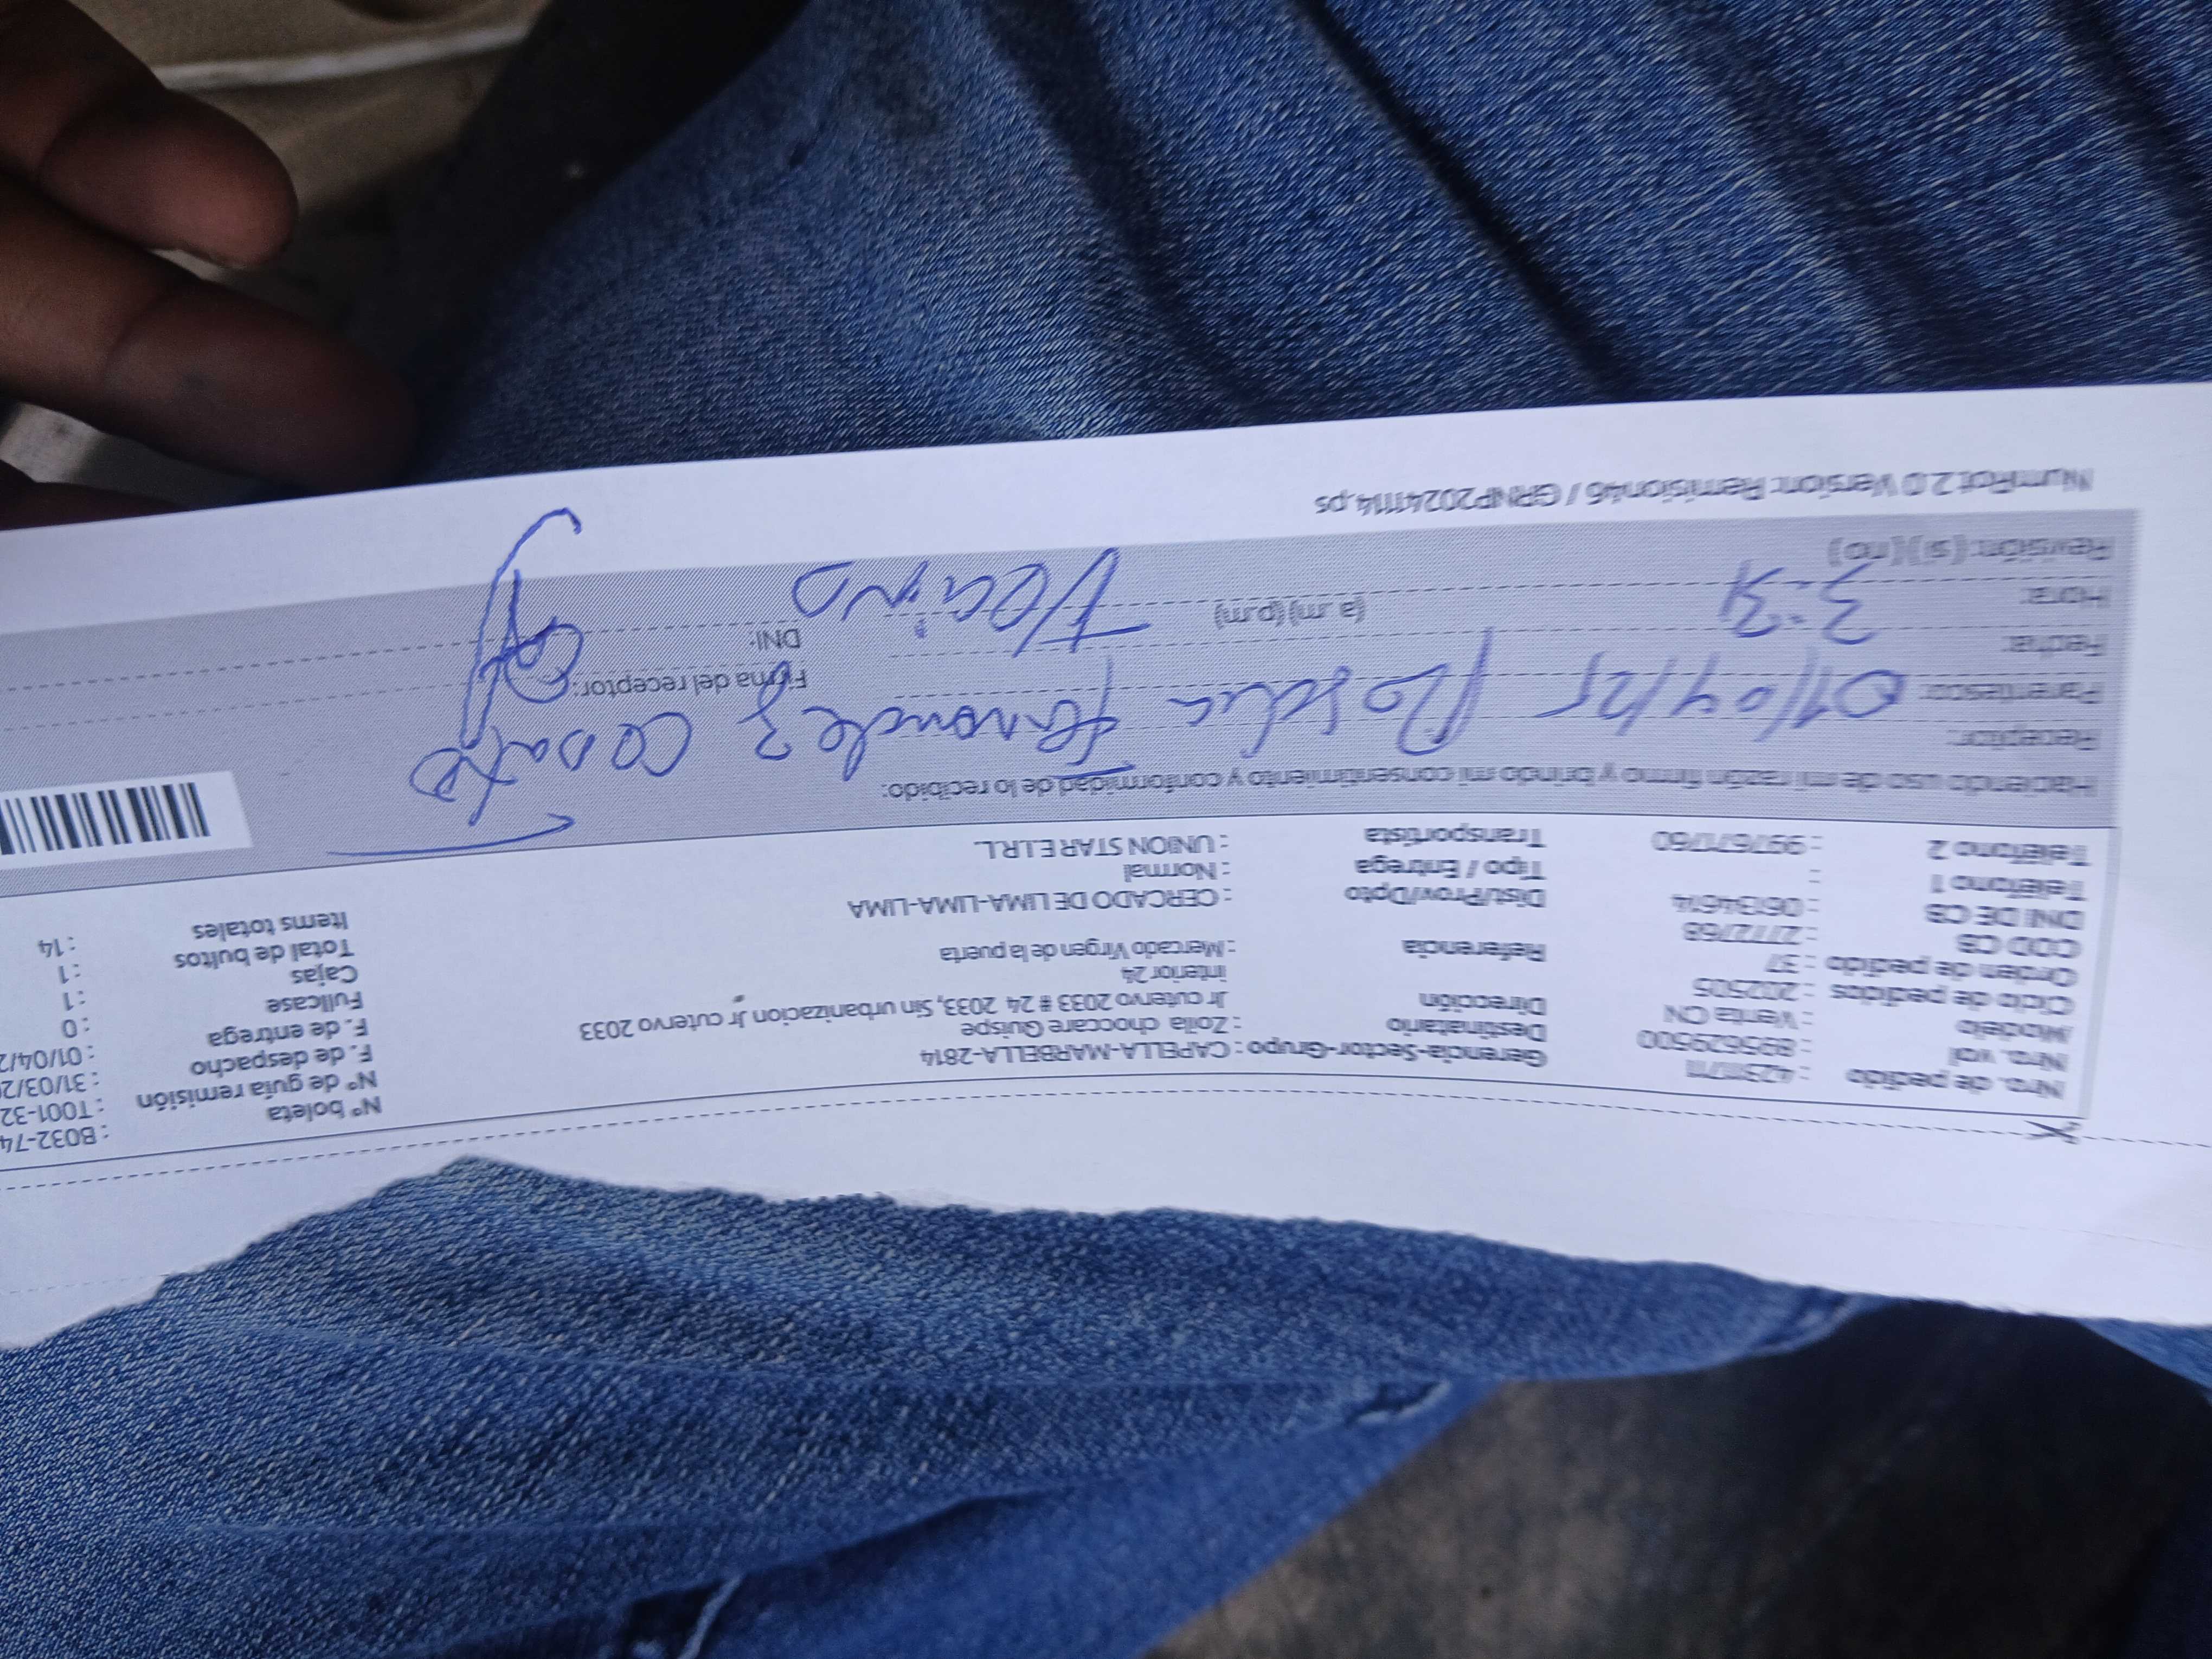 Nro. de pedido : 42311711 Gerencia-Sector-Grupo : CAPELLA-MARBELLA-2814 N° boleta : B032-74
Nro. val : 895629500 Destinatario : Zoila choccare Quispe N° de guía remisión : T001-32
Modelo : Venta CN Dirección Jr cutervo 2033 # 24 2033, Sin urbanizacion Jr cutervo 2033 F. de despacho : 31/03/2
Ciclo de pedidos : 202505 interior 24 F. de entrega : 01/04/2
Orden de pedido : 37 Referencia : Mercado Virgen de la puerta Fullcase : 0
COD CB : 2772768 Cajas : 1
DNI DE CB : 06134614 Dist/Prov/Dpto : CERCADO DE LIMA-LIMA-LIMA Total de bultos : 1
Teléfono 1 : Tipo / Entrega : Normal Items totales : 14
Teléfono 2 : 997671760 Transportista : UNION STAR E.I.R.L.
Haciendo uso de mi razón firmo y brindo mi consentimiento y conformidad de lo recibido:
Receptor:
Parentesco: 01/04/25 Rosalia Fernandez
Firma del receptor:
Fecha:
DNI:
Hora: 3:31 (a .m) (p.m) Vecino
Revisión: (si) (no)
NumRot 2.0 Version: Remision46 / GRNP20241114.ps